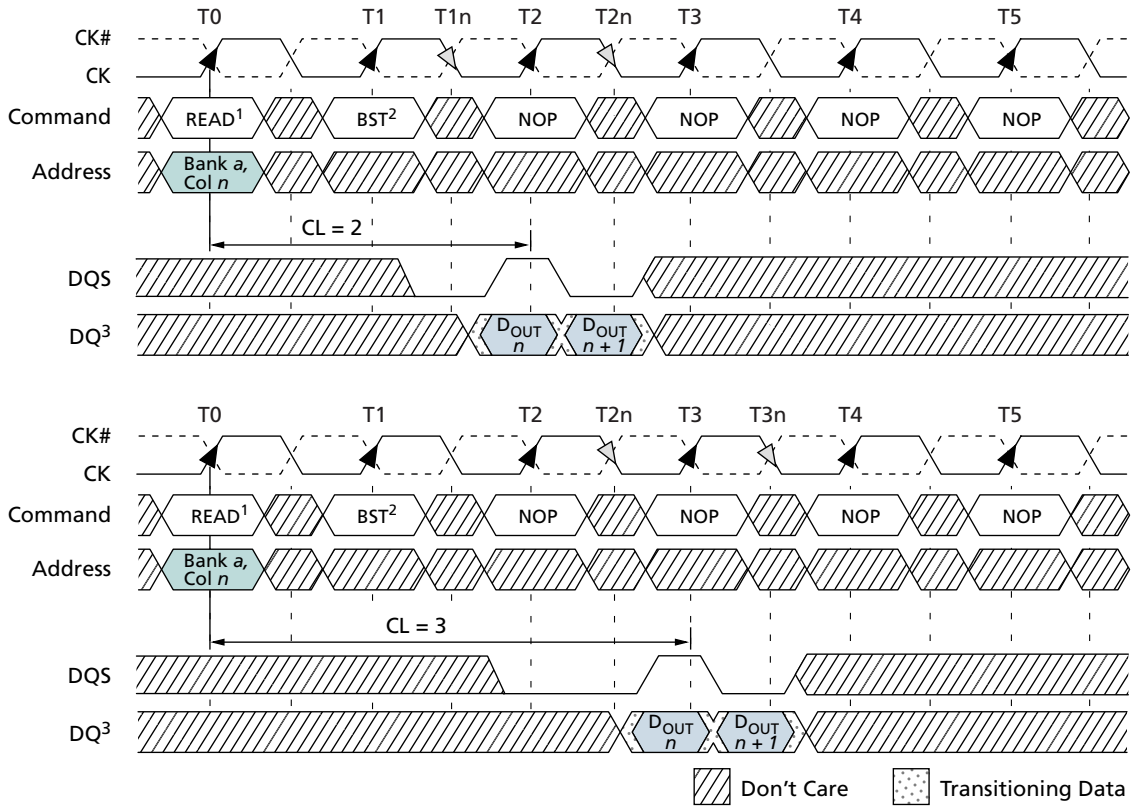 T0 T1 T1n T2 T2n T3 T4 T5
CK#
CK
Command READ1 BST2 NOP NOP NOP NOP
Address Bank a,
Col n
CL = 2
DQS
DQ3 DOUT DOUT
n n + 1
T0 T1 T2 T2n T3 T3n T4 T5
CK#
CK
Command READ1 BST2 NOP NOP NOP NOP
Address Bank a,
Col n
CL = 3
DQS
DQ3 DOUT DOUT
n n + 1
Don't Care Transitioning Data